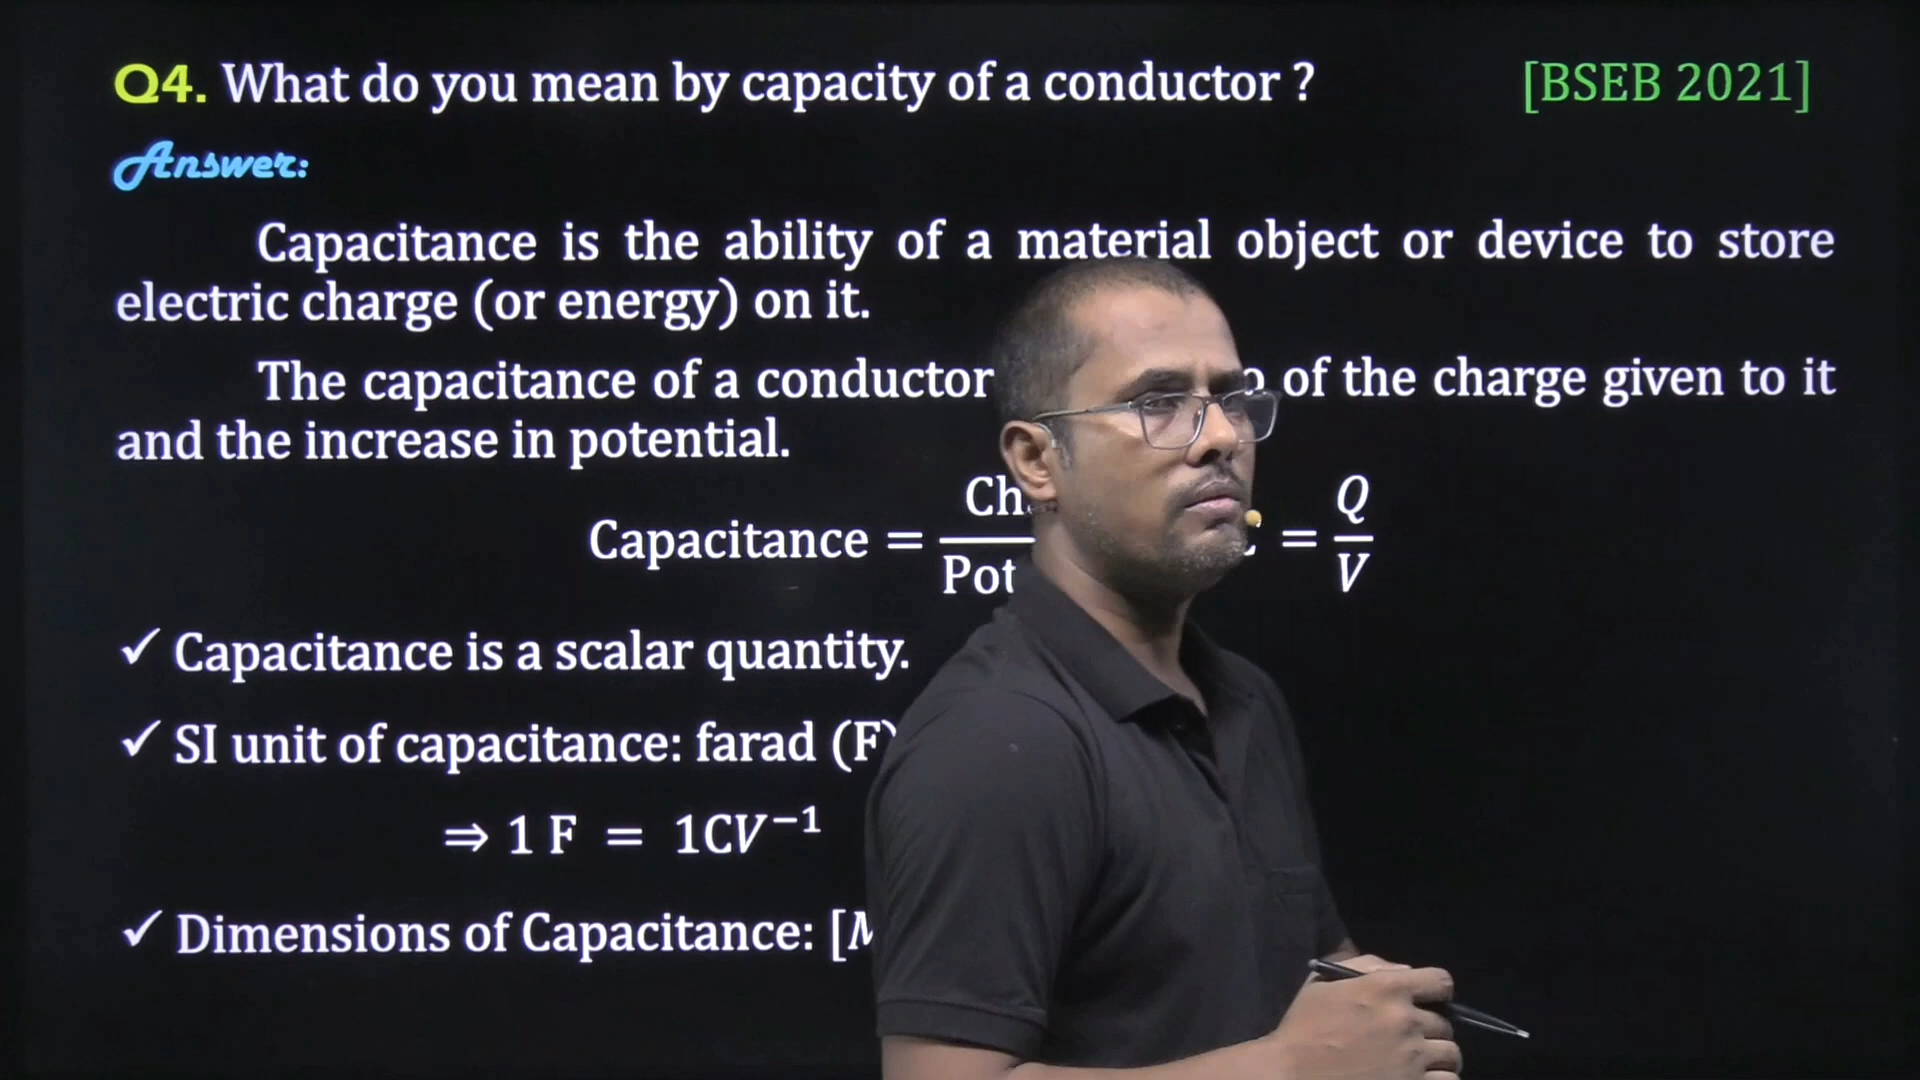 Q4. What do you mean by capacity of a conductor ? [BSEB 2021]
Answer:
Capacitance is the ability of a material object or device to store
electric charge (or energy) on it.
The capacitance of a conductor of the charge given to it
and the increase in potential.
Capacitance = = Q/V
✓ Capacitance is a scalar quantity.
✓ SI unit of capacitance: farad (F)
⇒ 1 F = 1CV⁻¹
✓ Dimensions of Capacitance: [M